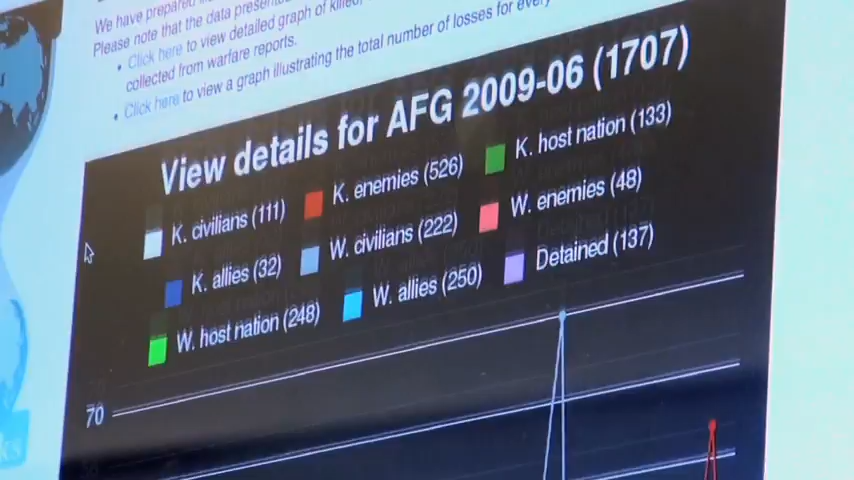 We have prepared
Please note that the data presented
• Click here to view detailed graph of killed,
collected from warfare reports.
• Click here to view a graph illustrating the total number of losses for every
View details for AFG 2009-06 (1707)
K. civilians (111)
K. enemies (526)
K. host nation (133)
K. allies (32)
W. civilians (222)
W. enemies (48)
W. host nation (248)
W. allies (250)
Detained (137)
70